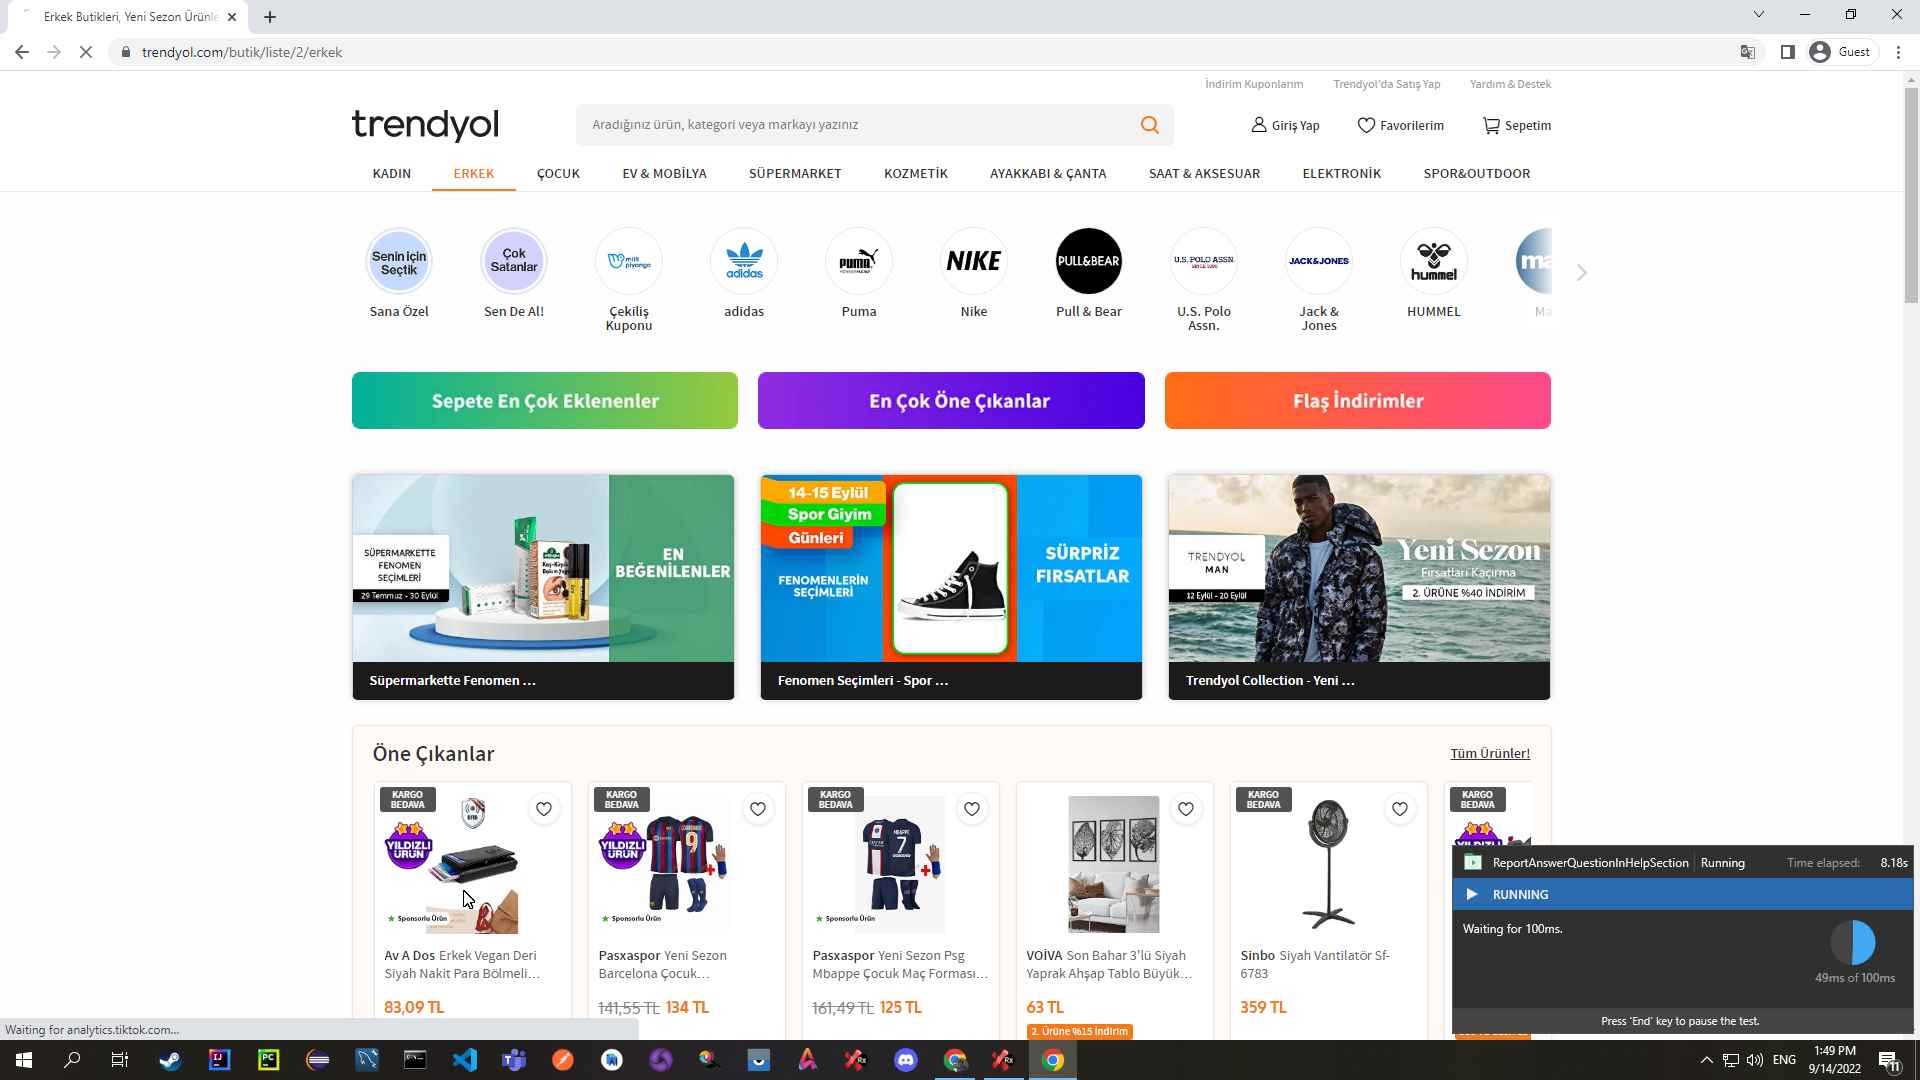 Erkek Butikleri, Yeni Sezon Ürünle
trendyol.com/butik/liste/2/erkek
Guest
İndirim Kuponlarım
Trendyol'da Satış Yap
Yardım & Destek
trendyol
Aradığınız ürün, kategori veya markayı yazınız
Giriş Yap
Favorilerim
Sepetim
KADIN
ERKEK
ÇOCUK
EV & MOBİLYA
SÜPERMARKET
KOZMETİK
AYAKKABI & ÇANTA
SAAT & AKSESUAR
ELEKTRONİK
SPOR&OUTDOOR
Senin için
Seçtik
Çok
Satanlar
milli
piyango
adidas
PUMA
NIKE
PULL&BEAR
U.S. POLO ASSN.
SINCE 1890
JACK&JONES
hummel
ma
Sana Özel
Sen De Al!
Çekiliş
Kuponu
adidas
Puma
Nike
Pull & Bear
U.S. Polo
Assn.
Jack &
Jones
HUMMEL
Ma
Sepete En Çok Eklenenler
En Çok Öne Çıkanlar
Flaş İndirimler
SÜPERMARKETTE
FENOMEN
SEÇİMLERİ
29 Temmuz - 30 Eylül
EN
BEĞENİLENLER
Süpermarkette Fenomen ...
14-15 Eylül
Spor Giyim
Günleri
FENOMENLERİN
SEÇİMLERİ
SÜRPRİZ
FIRSATLAR
Fenomen Seçimleri - Spor ...
TRENDYOL
MAN
12 Eylül - 20 Eylül
Yeni Sezon
Fırsatları Kaçırma
2. ÜRÜNE %40 İNDİRİM
Trendyol Collection - Yeni ...
Öne Çıkanlar
Tüm Ürünler!
KARGO
BEDAVA
RFID
YILDIZLI
ÜRÜN
Sponsorlu Ürün
Av A Dos Erkek Vegan Deri
Siyah Nakit Para Bölmeli...
83,09 TL
KARGO
BEDAVA
YILDIZLI
ÜRÜN
9
Sponsorlu Ürün
Pasxaspor Yeni Sezon
Barcelona Çocuk...
141,55 TL 134 TL
KARGO
BEDAVA
MBAPPE
7
Sponsorlu Ürün
Pasxaspor Yeni Sezon Psg
Mbappe Çocuk Maç Forması...
161,49 TL 125 TL
VOİVA Son Bahar 3'lü Siyah
Yaprak Ahşap Tablo Büyük...
63 TL
2. Ürüne %15 İndirim
KARGO
BEDAVA
Sinbo Siyah Vantilatör Sf-
6783
359 TL
KARGO
BEDAVA
YILDIZLI
ReportAnswerQuestionInHelpSection
Running
Time elapsed:
8.18s
RUNNING
Waiting for 100ms.
49ms of 100ms
Press 'End' key to pause the test.
Waiting for analytics.tiktok.com...
ENG
1:49 PM
9/14/2022
11